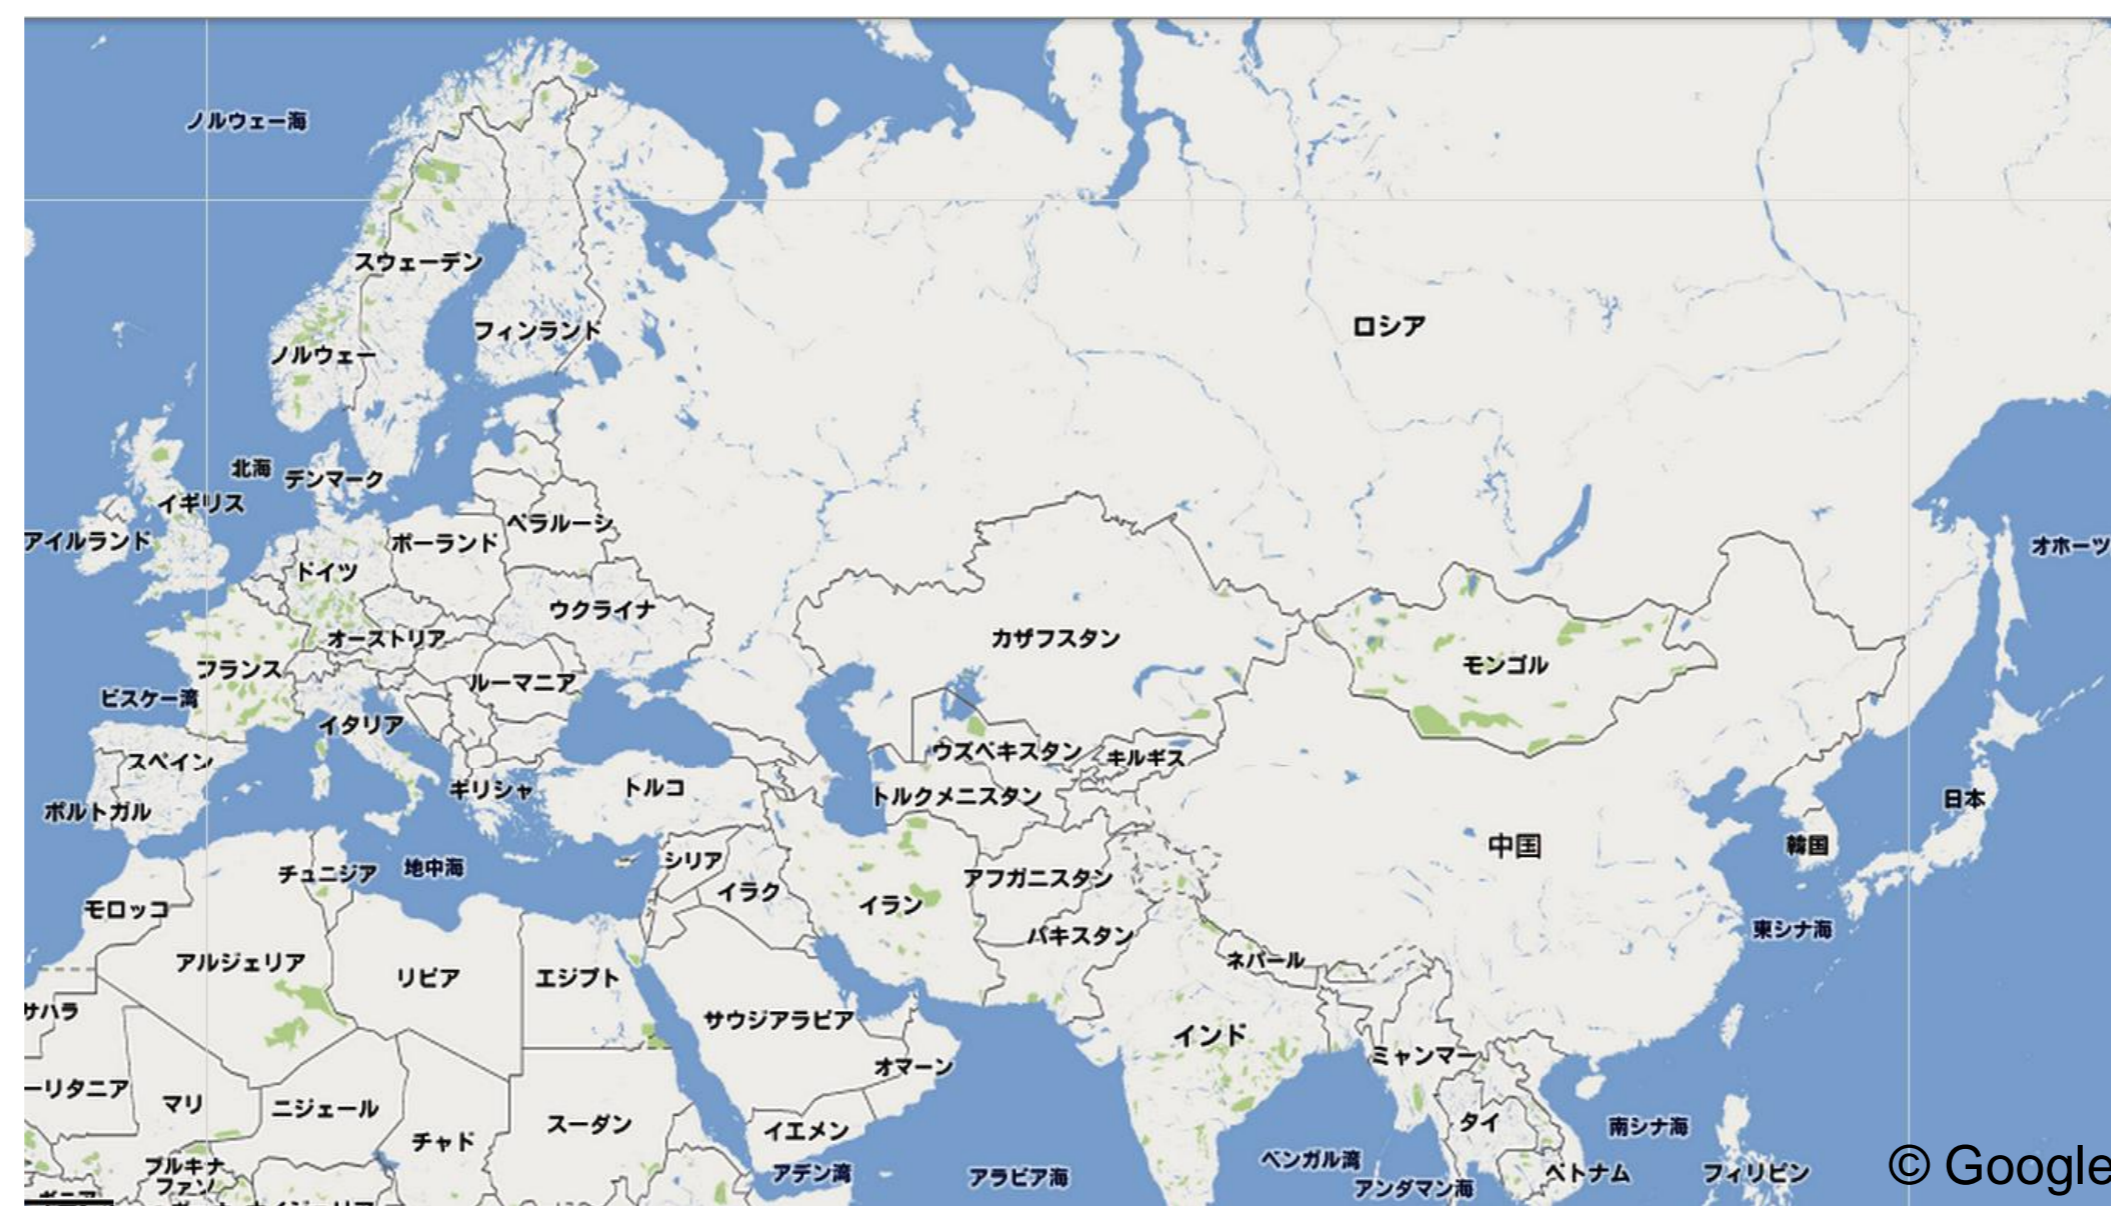 ノルウェー海
スウェーデン
フィンランド
ロシア
ノルウェー
北海
デンマーク
イギリス
アイルランド
ポーランド
ベラルーシ
オホーツ
ドイツ
ウクライナ
オーストリア
カザフスタン
モンゴル
フランス
ルーマニア
ビスケー湾
イタリア
スペイン
ウズベキスタン
キルギス
ギリシャ
トルコ
トルクメニスタン
日本
ポルトガル
中国
韓国
シリア
チュニジア
地中海
アフガニスタン
イラク
イラン
モロッコ
東シナ海
パキスタン
アルジェリア
リビア
エジプト
ネパール
サハラ
サウジアラビア
インド
ミャンマー
オマーン
ーリタニア
マリ
ニジェール
スーダン
タイ
南シナ海
イエメン
チャド
ベンガル湾
ブルキナ
ファソ
アデン湾
アラビア海
アンダマン海
ベトナム
フィリピン
© Google